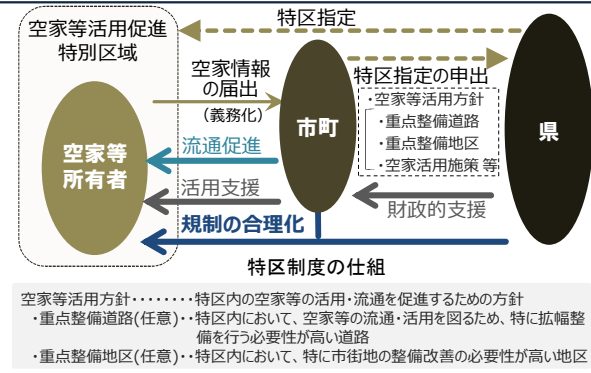 特区指定
空家等活用促進
特別区域
空家情報
の届出
(義務化)
特区指定の申出
・空家等活用方針
・重点整備道路
・重点整備地区
・空家活用施策 等
市町
県
空家等
所有者
流通促進
活用支援
財政的支援
規制の合理化
特区制度の仕組
空家等活用方針・・・・・・・・特区内の空家等の活用・流通を促進するための方針
・重点整備道路(任意)・・特区内において、空家等の流通・活用を図るため、特に拡幅整
備を行う必要性が高い道路
・重点整備地区(任意)・・特区内において、特に市街地の整備改善の必要性が高い地区